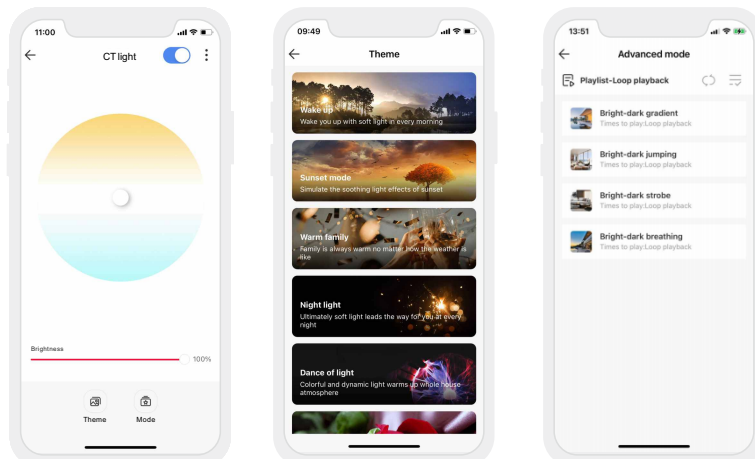 11:00
CT light
Brightness
100%
Theme
Mode
09:49
Theme
Wake up
Wake you up with soft light in every morning
Sunset mode
Simulate the soothing light effects of sunset
Warm family
Family is always warm no matter how the weather is
like
Night light
Ultimately soft light leads the way for you at every
night
Dance of light
Colorful and dynamic light warms up whole house
atmosphere
13:51
Advanced mode
Playlist-Loop playback
Bright-dark gradient
Times to play:Loop playback
Bright-dark jumping
Times to play:Loop playback
Bright-dark strobe
Times to play:Loop playback
Bright-dark breathing
Times to play:Loop playback